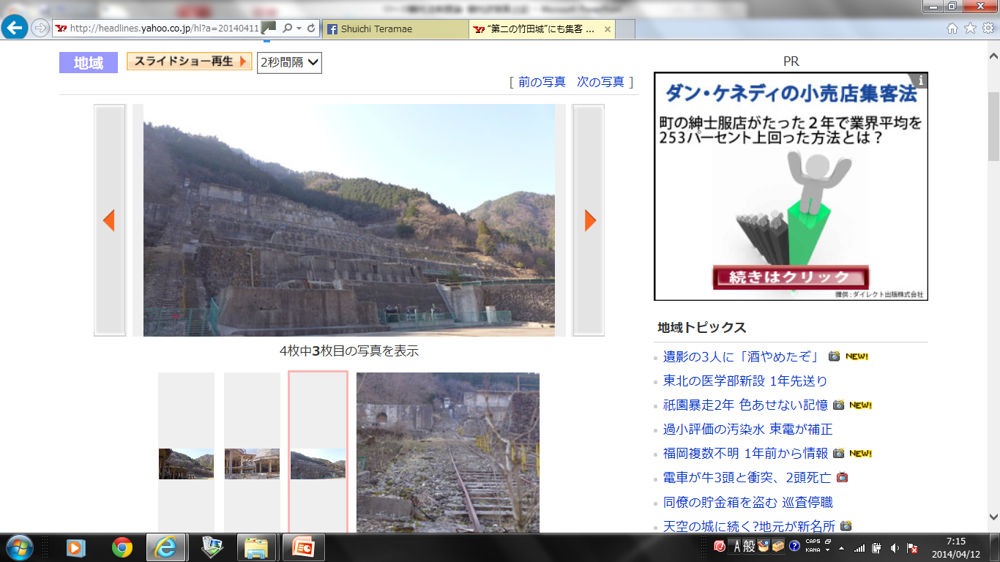 http://headlines.yahoo.co.jp/hl?a=20140411
Shuichi Teramae
"第二の竹田城"にも集客 ...
地域
スライドショー再生
2秒間隔
[ 前の写真 次の写真 ]
4枚中3枚目の写真を表示
PR
ダン・ケネディの小売店集客法
町の紳士服店がたった2年で業界平均を
253パーセント上回った方法とは？
続きはクリック
提供:ダイレクト出版株式会社
地域トピックス
遺影の3人に「酒やめたぞ」 NEW!
東北の医学部新設 1年先送り
祇園暴走2年 色あせない記憶 NEW!
過小評価の汚染水 東電が補正
福岡複数不明 1年前から情報 NEW!
電車が牛3頭と衝突、2頭死亡
同僚の貯金箱を盗む 巡査停職
天空の城に続く?地元が新名所
A 般
CAPS
KANA
7:15
2014/04/12